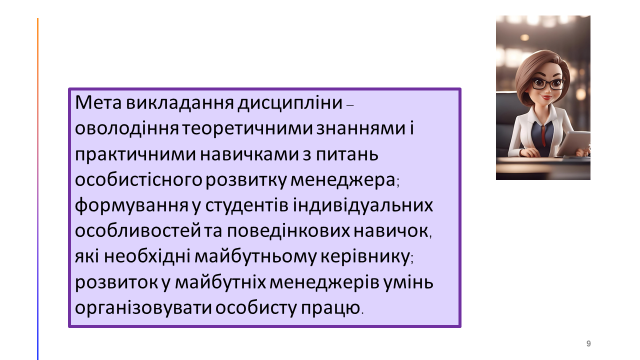 Мета викладання дисципліни –
оволодіння теоретичними знаннями і
практичними навичками з питань
особистісного розвитку менеджера;
формування у студентів індивідуальних
особливостей та поведінкових навичок,
які необхідні майбутньому керівнику;
розвиток у майбутніх менеджерів умінь
організовувати особисту працю.
9